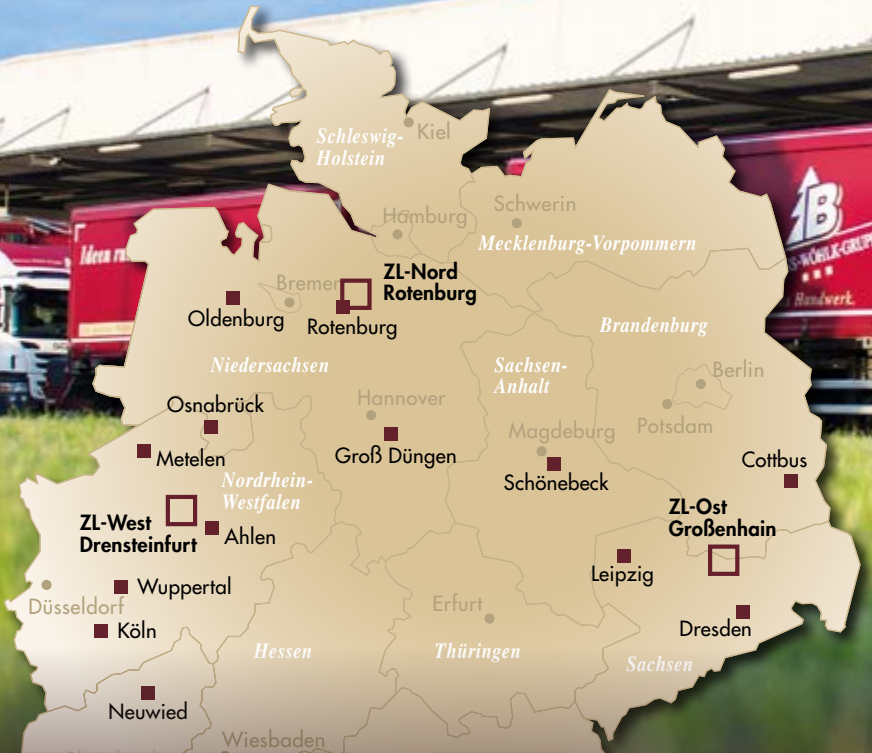 Kiel
Schleswig-
Holstein
Hamburg
Schwerin
Mecklenburg-Vorpommern
B
S-WÖHLK-GRUPP
Handwerk.
Ideen
ZL-Nord
Rotenburg
Bremen
Oldenburg
Rotenburg
Brandenburg
Niedersachsen
Sachsen-
Anhalt
Berlin
Potsdam
Osnabrück
Hannover
Magdeburg
Groß Düngen
Metelen
Schönebeck
Cottbus
Nordrhein-
Westfalen
ZL-West
Drensteinfurt
Ahlen
ZL-Ost
Großenhain
Leipzig
Wuppertal
Düsseldorf
Erfurt
Köln
Dresden
Hessen
Thüringen
Sachsen
Neuwied
Wiesbaden